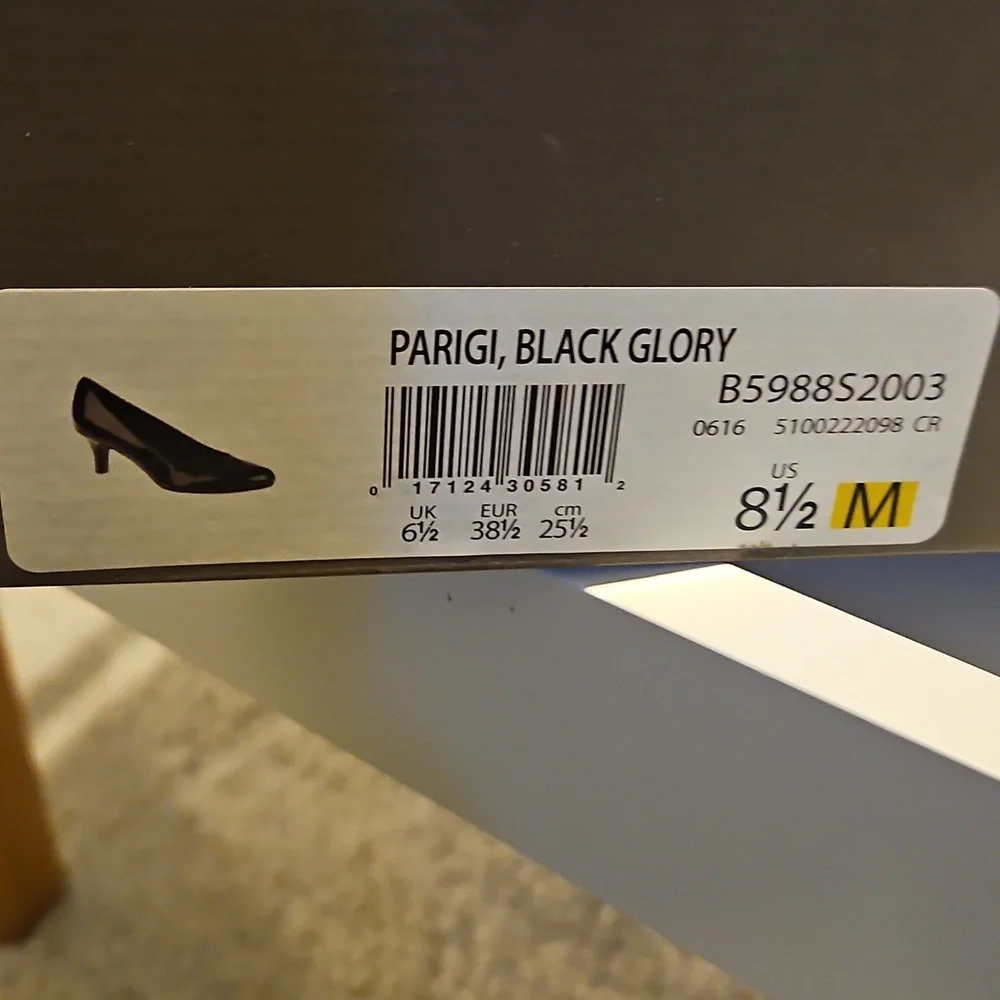 PARIGI, BLACK GLORY
B5988S2003
0616 5100222098 CR
0 17124 30581 2
UK EUR cm
6½ 38½ 25½
US
8½ M